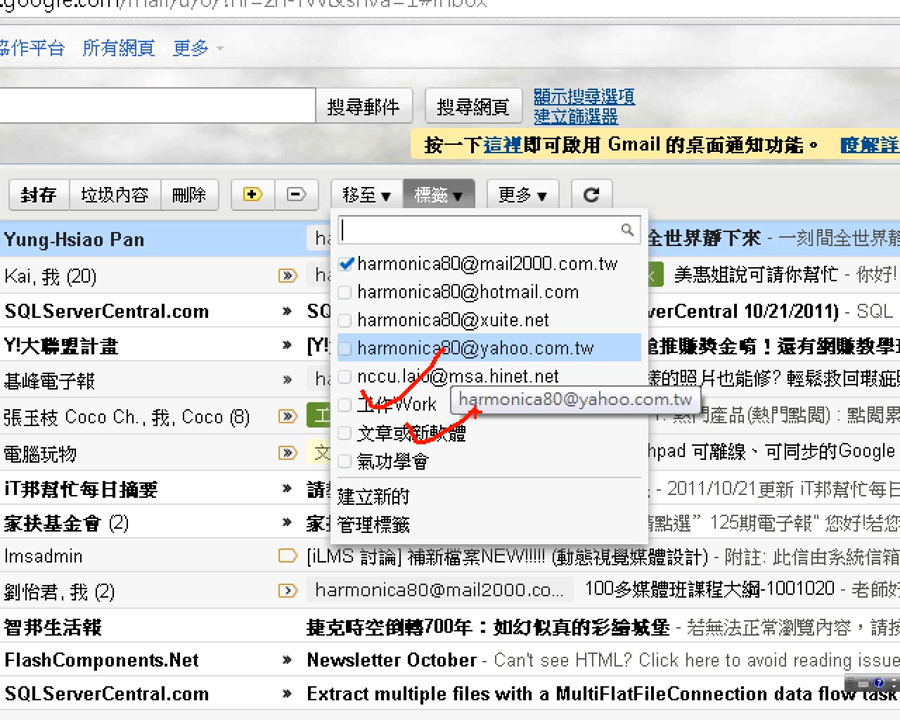 .google.com/mail/u/0/?hl=zh-TW&shva=1#inbox
協作平台 所有網頁 更多
搜尋郵件 搜尋網頁 顯示搜尋選項
建立篩選器
按一下這裡即可啟用 Gmail 的桌面通知功能。 瞭解詳
封存 垃圾內容 刪除 移至 標籤 更多
Yung-Hsiao Pan ha 全世界靜下來 - 一刻間全世界靜
Kai, 我 (20) ha 美惠姐說可請你幫忙 - 你好!
SQLServerCentral.com SQ verCentral 10/21/2011) - SQL
Y!大聯盟計畫 [Y! 推賺獎金唷！還有網賺教學班
碁峰電子報 ha 的照片也能修? 輕鬆救回瑕疵照
張玉枝 Coco Ch., 我, Coco (8) 工 熱門產品(熱門點閱)：點閱累
電腦玩物 文 hpad 可離線、可同步的Google
iT邦幫忙每日摘要 請 - 2011/10/21更新 iT邦幫忙每日
家扶基金會 (2) 家扶 點選” 125期電子報" 您好!若您
harmonica80@mail2000.com.tw
harmonica80@hotmail.com
harmonica80@xuite.net
harmonica80@yahoo.com.tw
nccu.laio@msa.hinet.net
harmonica80@yahoo.com.tw
工作Work
文章或新軟體
氣功學會
建立新的
管理標籤
lmsadmin [iLMS 討論] 補新檔案NEW!!!!! (動態視覺媒體設計) - 附註: 此信由系統信箱
劉怡君, 我 (2) harmonica80@mail2000.co... 100多媒體班課程大綱-1001020 - 老師好
智邦生活報 捷克時空倒轉700年：如幻似真的彩繪城堡 - 若無法正常瀏覽內容，請按
FlashComponents.Net Newsletter October - Can't see HTML? Click here to avoid reading issue
SQLServerCentral.com Extract multiple files with a MultiFlatFileConnection data flow task